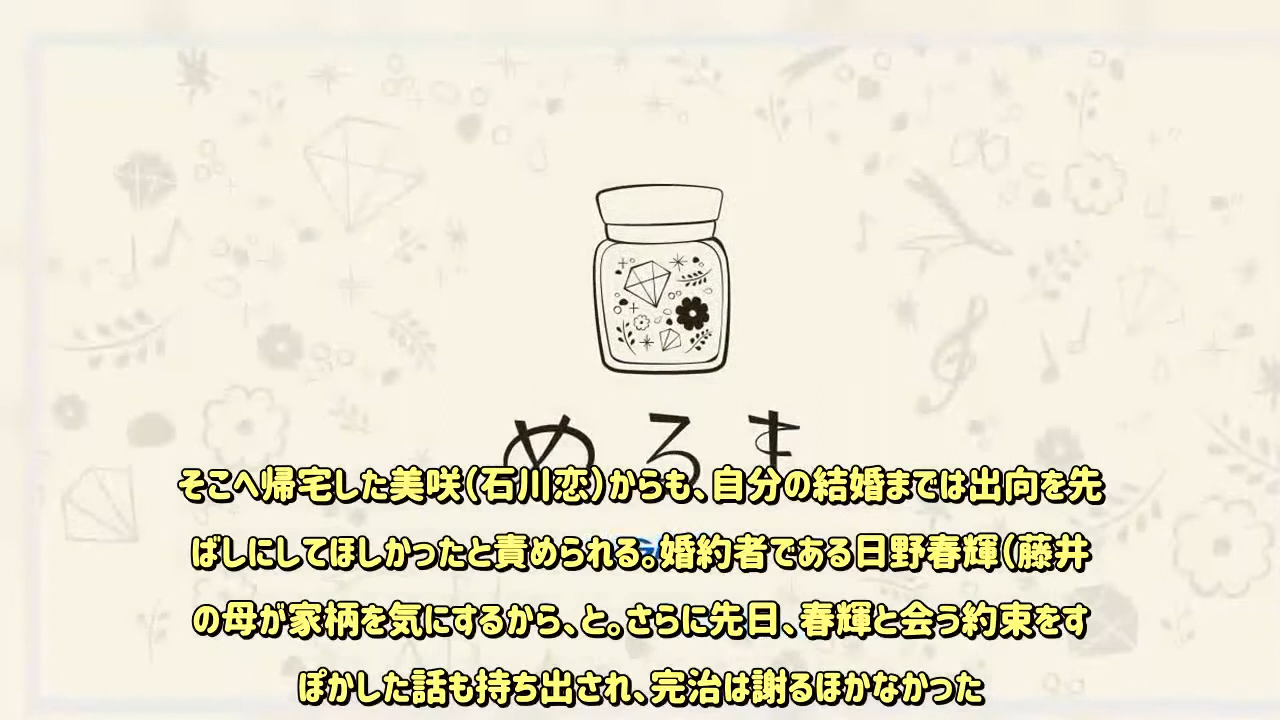 めろま
そこへ帰宅した美咲(石川恋)からも、自分の結婚までは出向を先
ばしにしてほしかったと責められる。婚約者である日野春輝(藤井
の母が家柄を気にするから、と。さらに先日、春輝と会う約束をす
ぽかした話も持ち出され、完治は謝るほかなかった